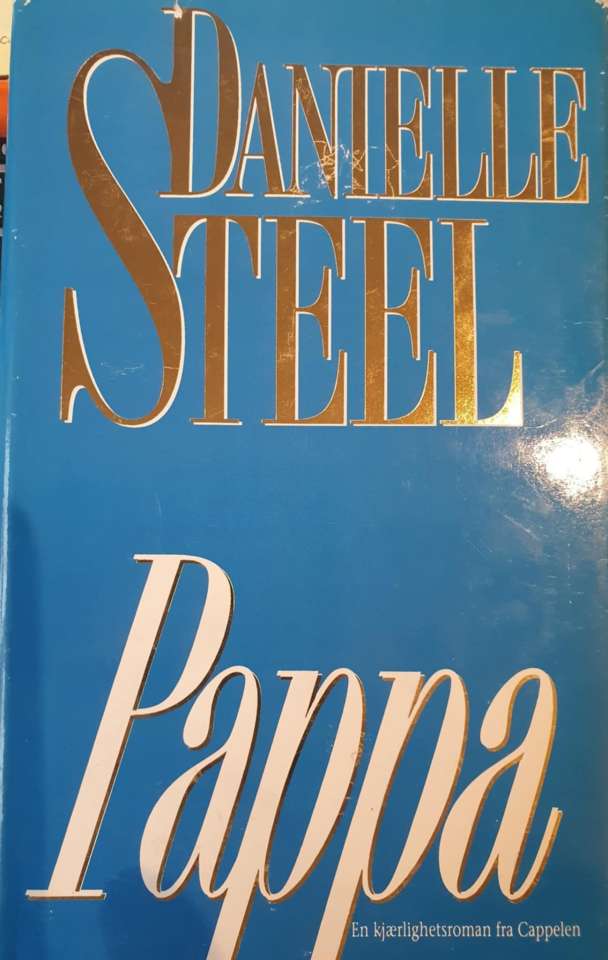 DANIELLE
STEEL
Pappa
En kjærlighetsroman fra Cappelen